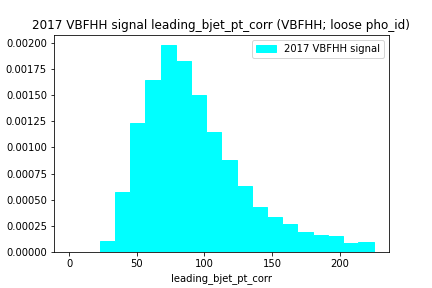 2017 VBFHH signal leading_bjet_pt_corr (VBFHH; loose pho_id)
2017 VBFHH signal
0.00200
0.00175
0.00150
0.00125
0.00100
0.00075
0.00050
0.00025
0.00000
0 50 100 150 200
leading_bjet_pt_corr